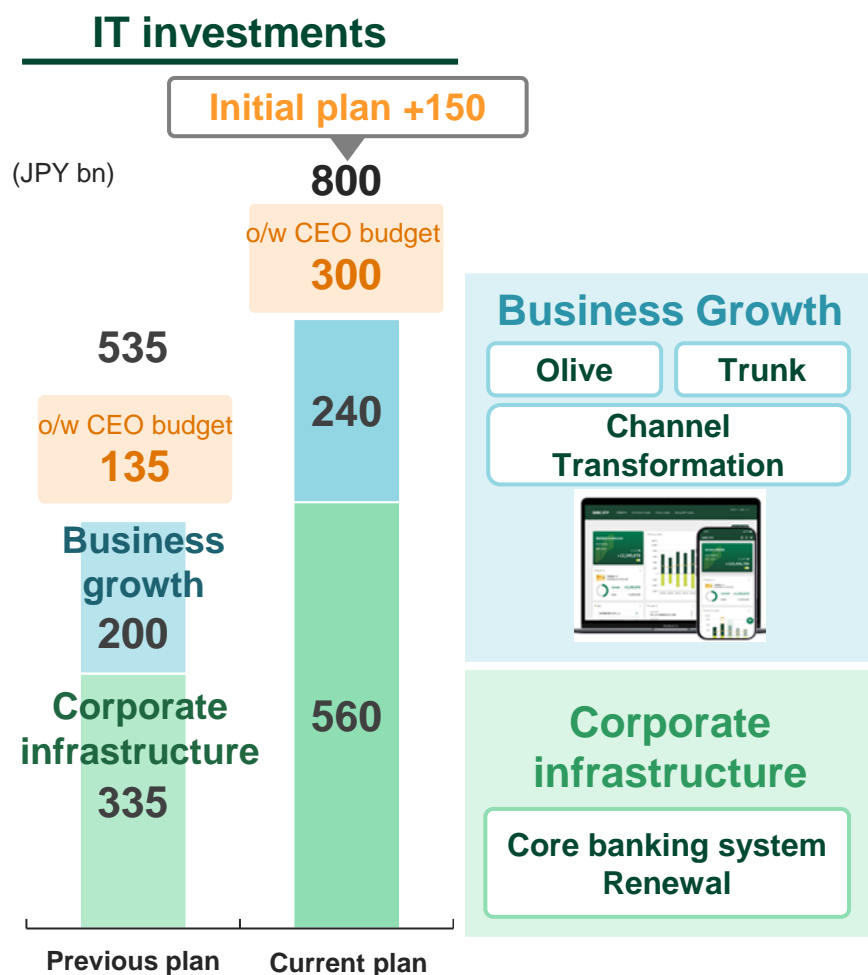 IT investments
Initial plan +150
(JPY bn)
800
o/w CEO budget
300
535
o/w CEO budget
135
240
Business
growth
200
560
Corporate
infrastructure
335
Previous plan
Current plan
Business Growth
Olive
Trunk
Channel
Transformation
Corporate
infrastructure
Core banking system
Renewal